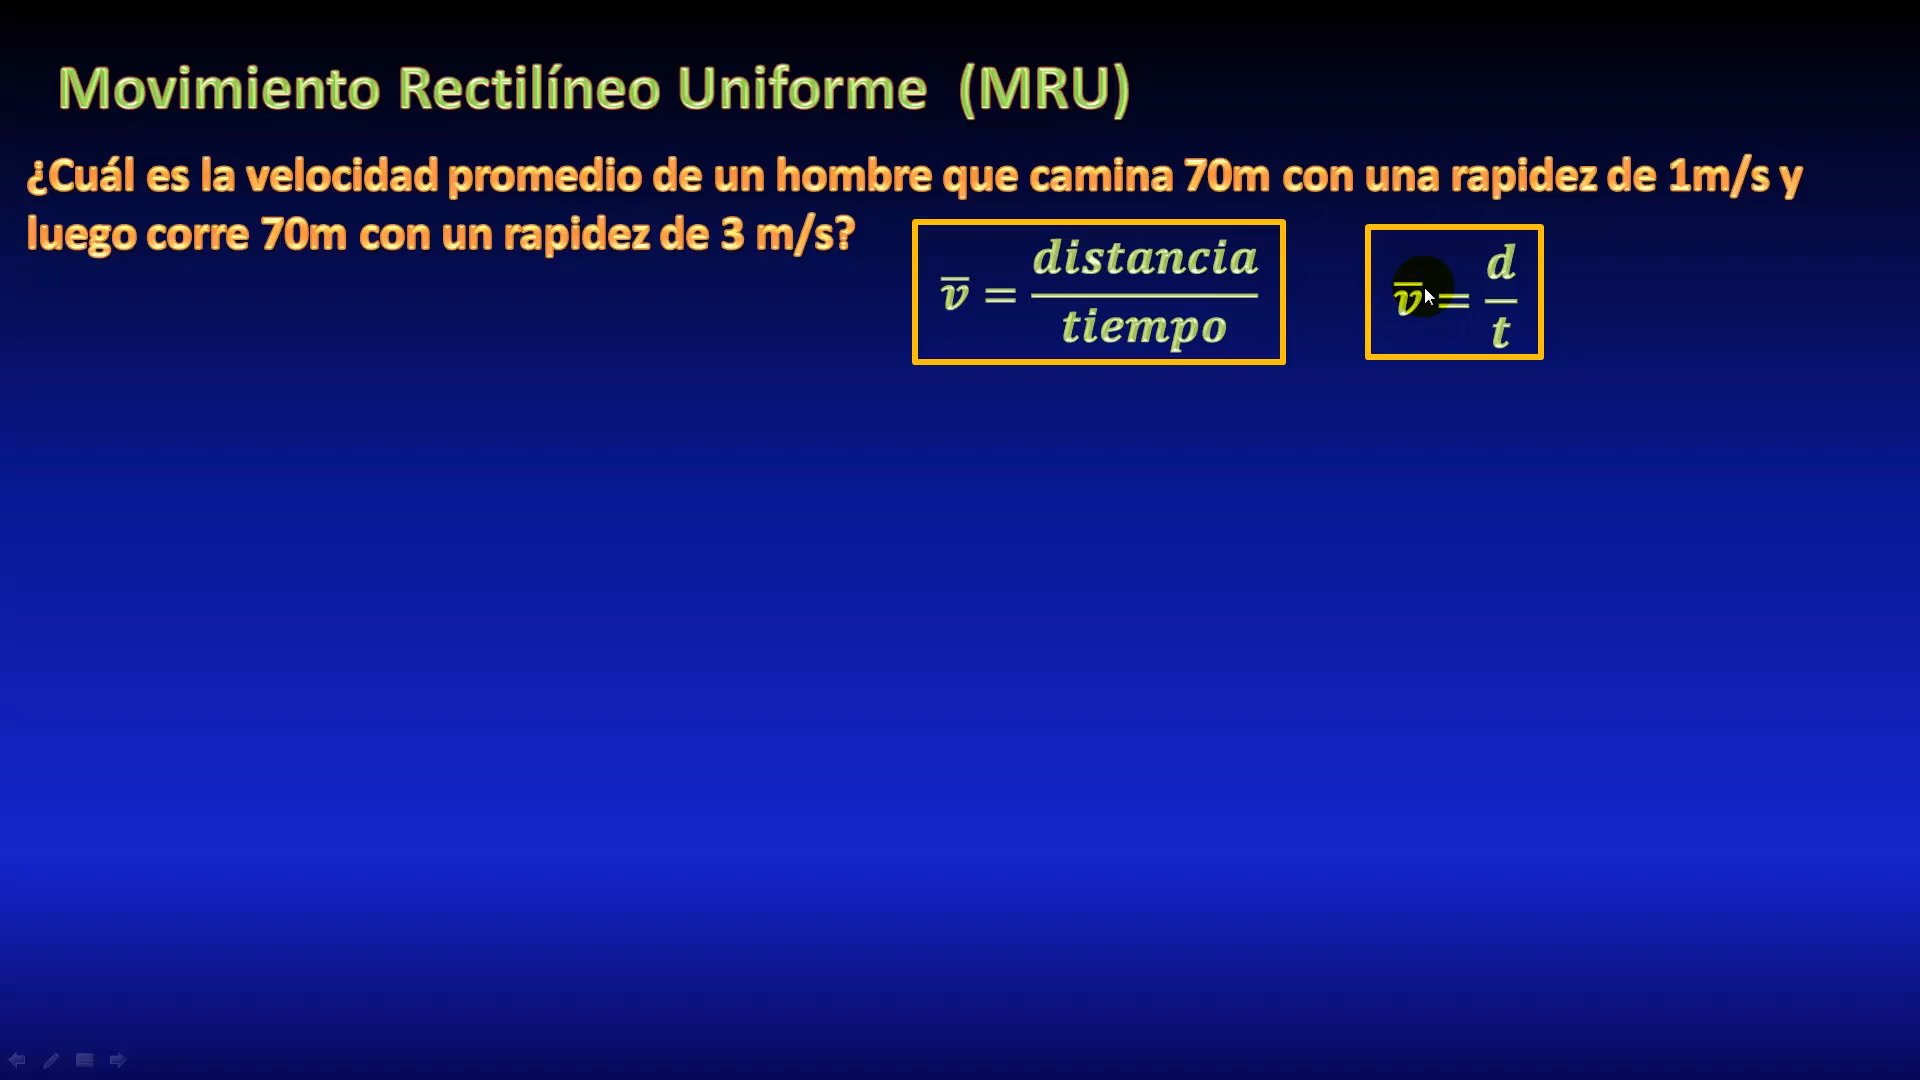 Movimiento Rectilíneo Uniforme (MRU)
¿Cuál es la velocidad promedio de un hombre que camina 70m con una rapidez de 1m/s y
luego corre 70m con un rapidez de 3 m/s?
v̅ = distancia / tiempo
v̅ = d / t